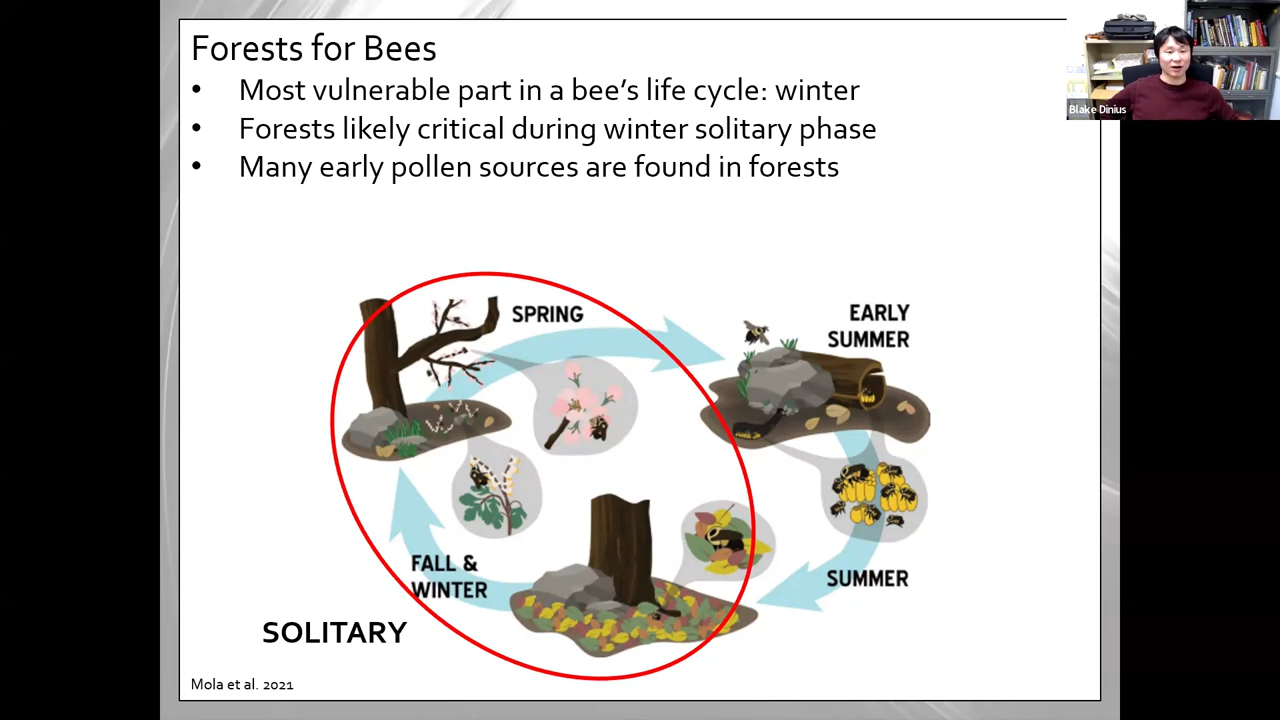 Forests for Bees
• Most vulnerable part in a bee’s life cycle: winter
• Forests likely critical during winter solitary phase
• Many early pollen sources are found in forests
Blake Dinius
SPRING
EARLY
SUMMER
FALL &
WINTER
SUMMER
SOLITARY
Mola et al. 2021